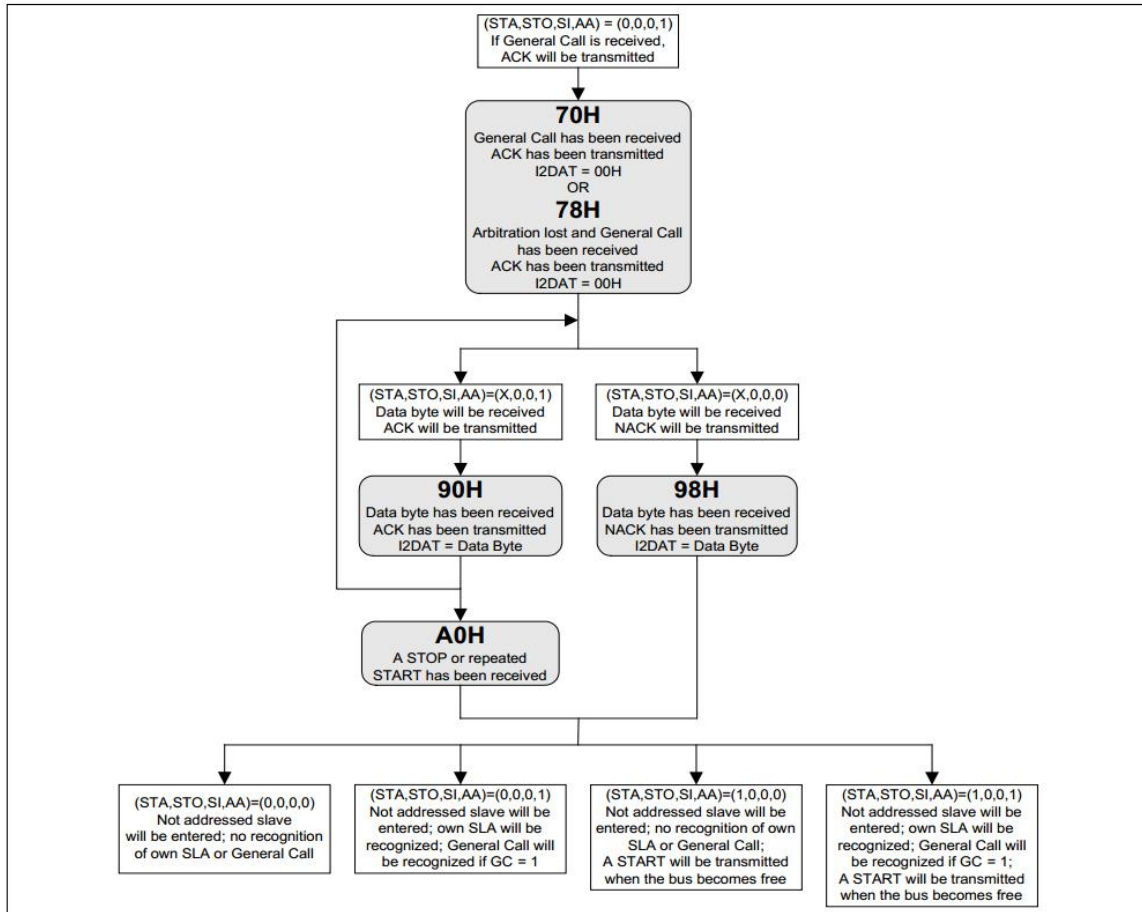 (STA,STO,SI,AA) = (0,0,0,1)
If General Call is received,
ACK will be transmitted
70H
General Call has been received
ACK has been transmitted
I2DAT = 00H
OR
78H
Arbitration lost and General Call
has been received
ACK has been transmitted
I2DAT = 00H
(STA,STO,SI,AA)=(X,0,0,1)
Data byte will be received
ACK will be transmitted
(STA,STO,SI,AA)=(X,0,0,0)
Data byte will be received
NACK will be transmitted
90H
Data byte has been received
ACK has been transmitted
I2DAT = Data Byte
98H
Data byte has been received
NACK has been transmitted
I2DAT = Data Byte
A0H
A STOP or repeated
START has been received
(STA,STO,SI,AA)=(0,0,0,0)
Not addressed slave
will be entered; no recognition
of own SLA or General Call
(STA,STO,SI,AA)=(0,0,0,1)
Not addressed slave will be
entered; own SLA will be
recognized; General Call will
be recognized if GC = 1
(STA,STO,SI,AA)=(1,0,0,0)
Not addressed slave will be
entered; no recognition of own
SLA or General Call;
A START will be transmitted
when the bus becomes free
(STA,STO,SI,AA)=(1,0,0,1)
Not addressed slave will be
entered; own SLA will be
recognized; General Call will
be recognized if GC = 1;
A START will be transmitted
when the bus becomes free